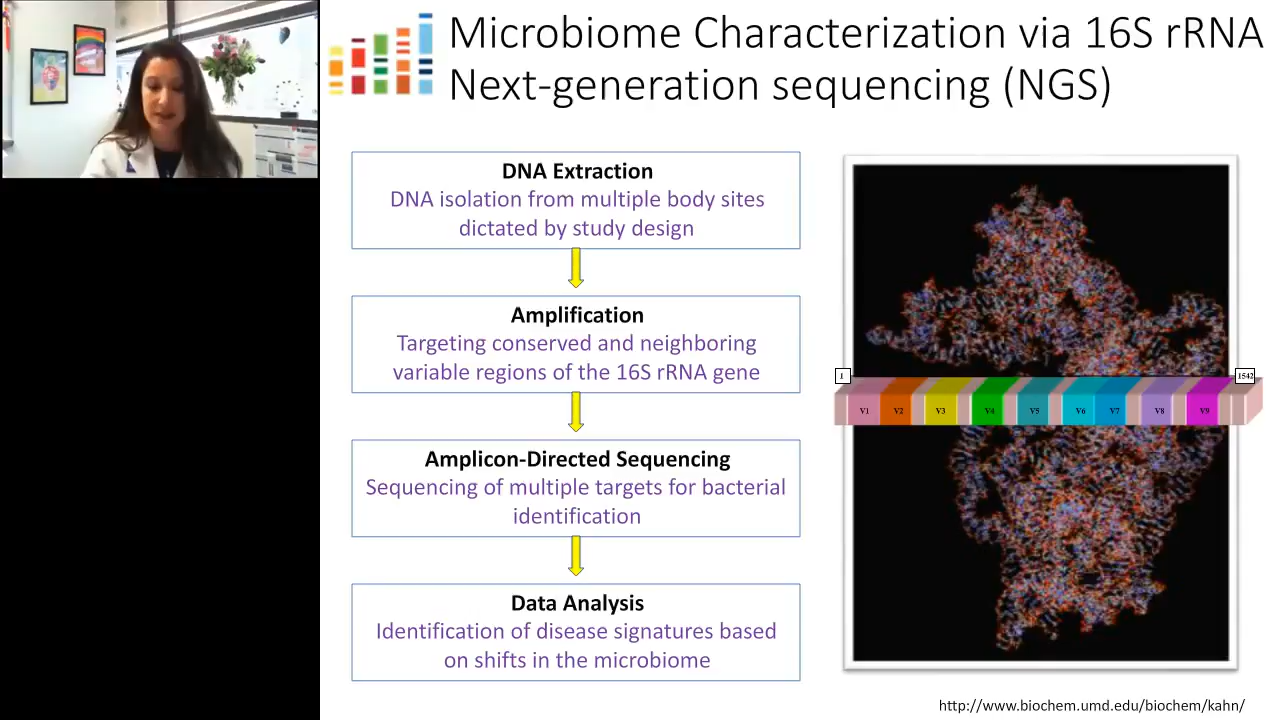 Microbiome Characterization via 16S rRNA
Next-generation sequencing (NGS)
DNA Extraction
DNA isolation from multiple body sites
dictated by study design
Amplification
Targeting conserved and neighboring
variable regions of the 16S rRNA gene
Amplicon-Directed Sequencing
Sequencing of multiple targets for bacterial
identification
Data Analysis
Identification of disease signatures based
on shifts in the microbiome
1 1542
V1 V2 V3 V4 V5 V6 V7 V8 V9
http://www.biochem.umd.edu/biochem/kahn/